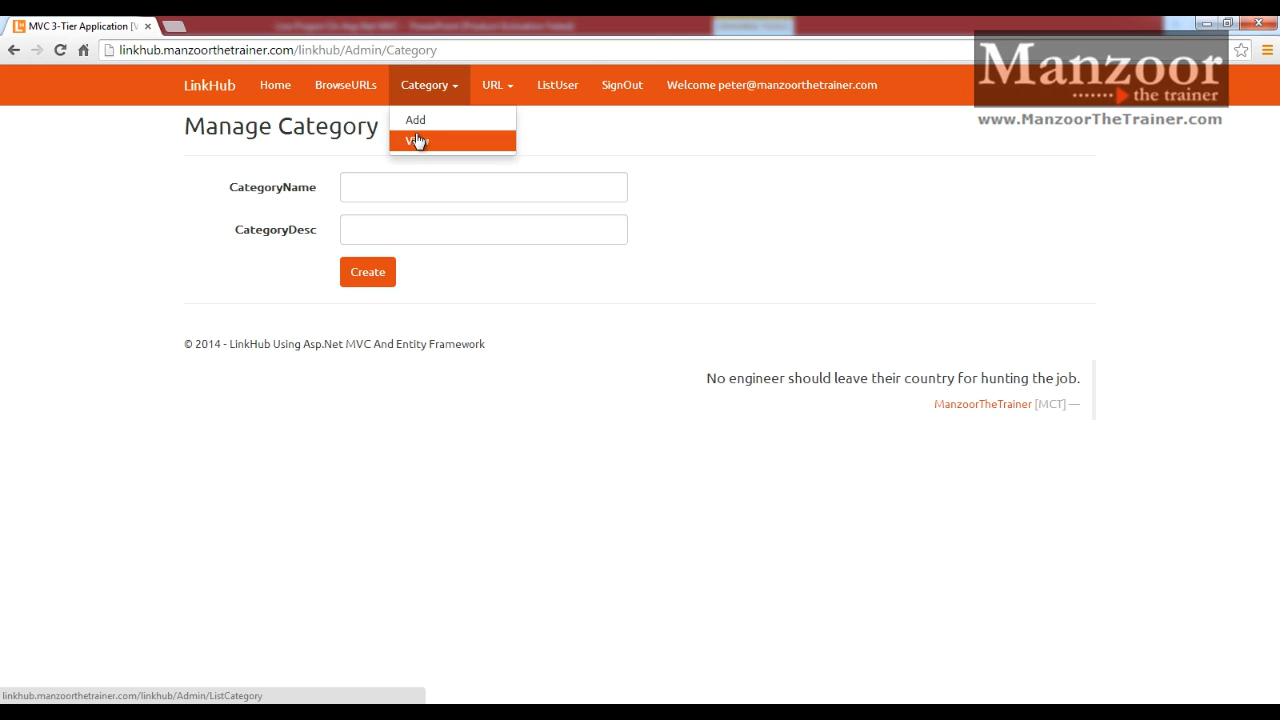 MVC 3-Tier Application [V
linkhub.manzoorthetrainer.com/linkhub/Admin/Category
LinkHub Home BrowseURLs Category URL ListUser SignOut Welcome peter@manzoorthetrainer.com
Manzoor
the trainer
www.ManzoorTheTrainer.com
Add
Manage Category
CategoryName
CategoryDesc
Create
© 2014 - LinkHub Using Asp.Net MVC And Entity Framework
No engineer should leave their country for hunting the job.
ManzoorTheTrainer [MCT] —
linkhub.manzoorthetrainer.com/linkhub/Admin/ListCategory